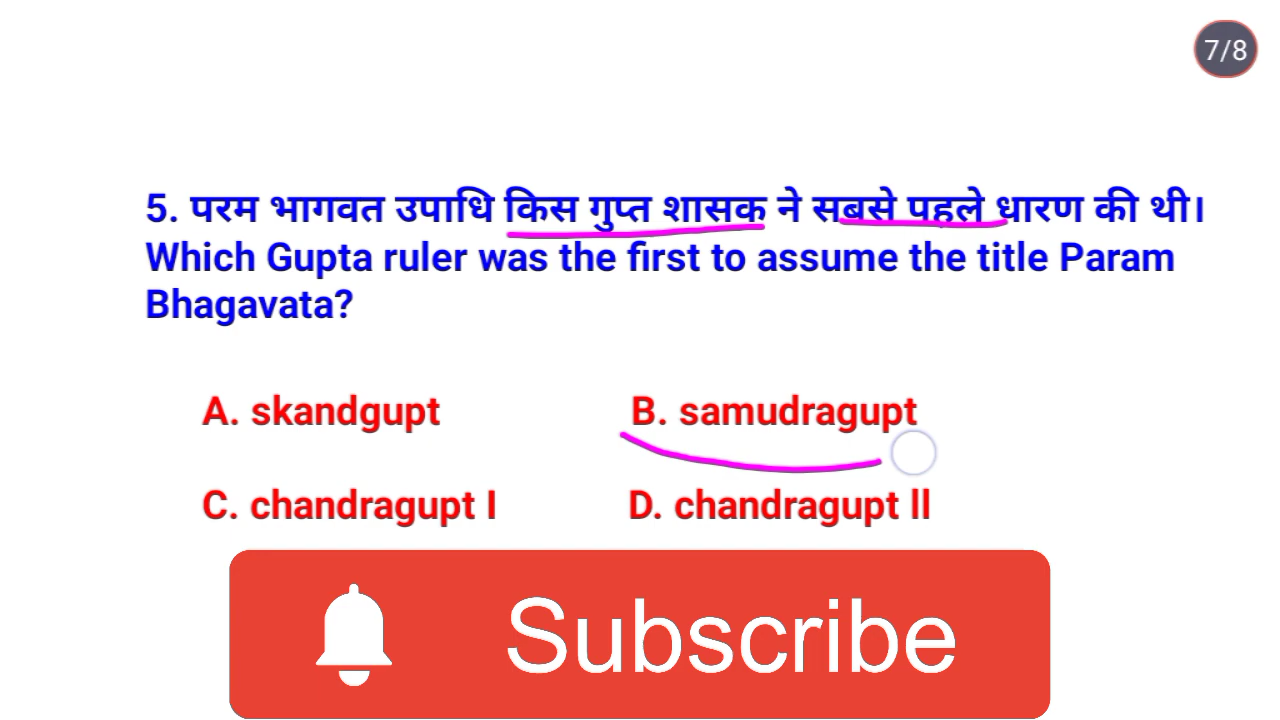 7/8
5. परम भागवत उपाधि किस गुप्त शासक ने सबसे पहले धारण की थी।
Which Gupta ruler was the first to assume the title Param
Bhagavata?
A. skandgupt B. samudragupt
C. chandragupt I D. chandragupt ll
Subscribe